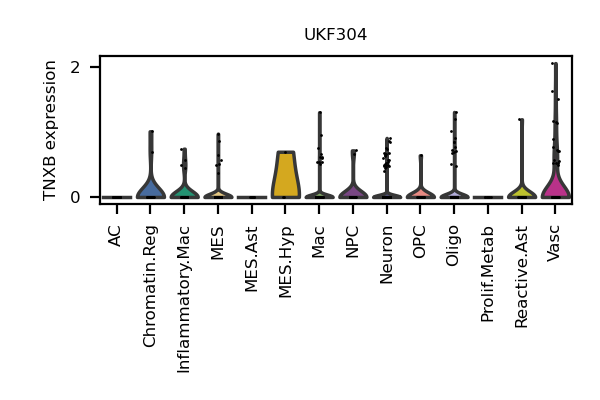 UKF304
TNXB expression
2
0
AC
Chromatin.Reg
Inflammatory.Mac
MES
MES.Ast
MES.Hyp
Mac
NPC
Neuron
OPC
Oligo
Prolif.Metab
Reactive.Ast
Vasc